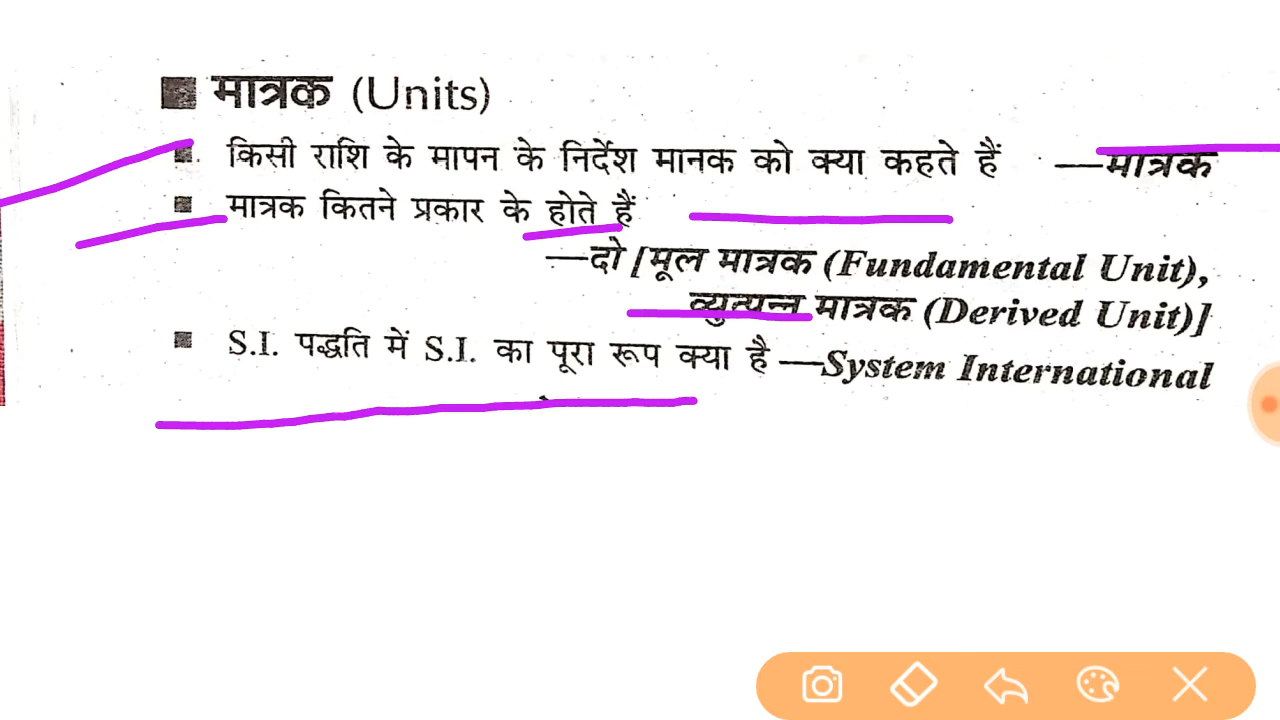 मात्रक (Units)
किसी राशि के मापन के निर्देश मानक को क्या कहते हैं —मात्रक
मात्रक कितने प्रकार के होते हैं
—दो [मूल मात्रक (Fundamental Unit),
व्युत्पन्न मात्रक (Derived Unit)]
S.I. पद्धति में S.I. का पूरा रूप क्या है —System International